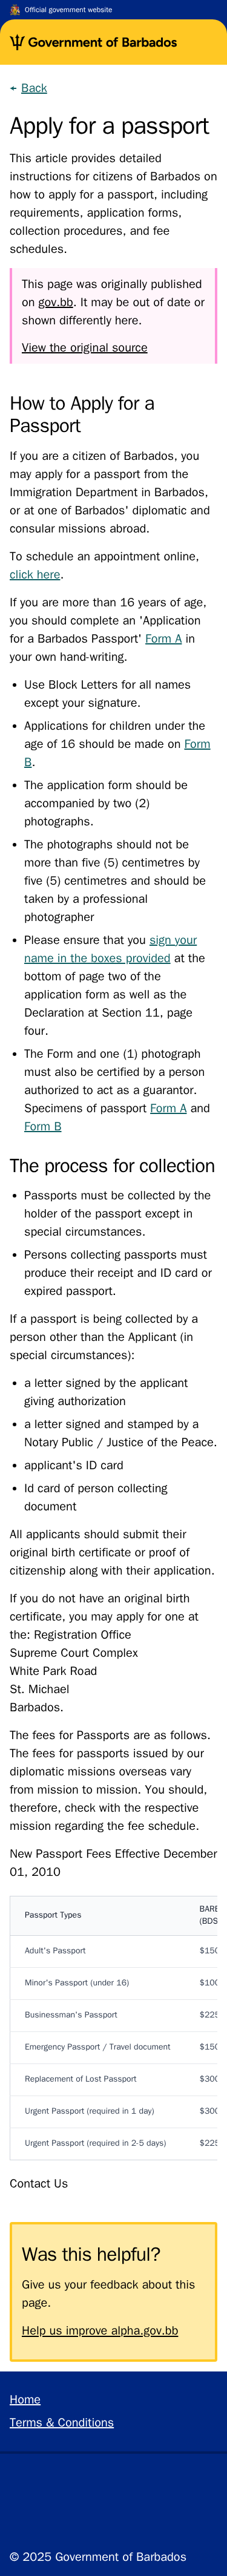 Official government website
Government of Barbados
← Back
Apply for a passport
This article provides detailed
instructions for citizens of Barbados on
how to apply for a passport, including
requirements, application forms,
collection procedures, and fee
schedules.
This page was originally published
on gov.bb. It may be out of date or
shown differently here.
View the original source
How to Apply for a
Passport
If you are a citizen of Barbados, you
may apply for a passport from the
Immigration Department in Barbados,
or at one of Barbados' diplomatic and
consular missions abroad.
To schedule an appointment online,
click here.
If you are more than 16 years of age,
you should complete an 'Application
for a Barbados Passport' Form A in
your own hand-writing.
• Use Block Letters for all names
except your signature.
• Applications for children under the
age of 16 should be made on Form
B.
• The application form should be
accompanied by two (2)
photographs.
• The photographs should not be
more than five (5) centimetres by
five (5) centimetres and should be
taken by a professional
photographer
• Please ensure that you sign your
name in the boxes provided at the
bottom of page two of the
application form as well as the
Declaration at Section 11, page
four.
• The Form and one (1) photograph
must also be certified by a person
authorized to act as a guarantor.
Specimens of passport Form A and
Form B
The process for collection
• Passports must be collected by the
holder of the passport except in
special circumstances.
• Persons collecting passports must
produce their receipt and ID card or
expired passport.
If a passport is being collected by a
person other than the Applicant (in
special circumstances):
• a letter signed by the applicant
giving authorization
• a letter signed and stamped by a
Notary Public / Justice of the Peace.
• applicant's ID card
• Id card of person collecting
document
All applicants should submit their
original birth certificate or proof of
citizenship along with their application.
If you do not have an original birth
certificate, you may apply for one at
the: Registration Office
Supreme Court Complex
White Park Road
St. Michael
Barbados.
The fees for Passports are as follows.
The fees for passports issued by our
diplomatic missions overseas vary
from mission to mission. You should,
therefore, check with the respective
mission regarding the fee schedule.
New Passport Fees Effective December
01, 2010
Passport Types
(BDS
Adult's Passport $150
Minor's Passport (under 16) $100
Businessman's Passport $225
Emergency Passport / Travel document $150
Replacement of Lost Passport $300
Urgent Passport (required in 1 day) $300
Urgent Passport (required in 2-5 days) $225
Contact Us
Was this helpful?
Give us your feedback about this
page.
Help us improve alpha.gov.bb
Home
Terms & Conditions
© 2025 Government of Barbados